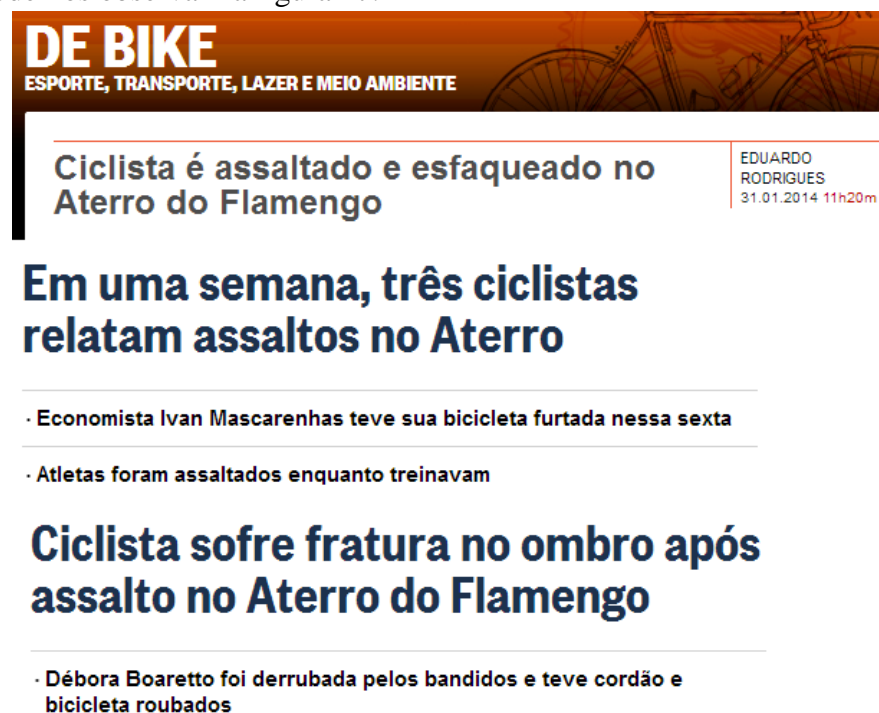 DE BIKE
ESPORTE, TRANSPORTE, LAZER E MEIO AMBIENTE
Ciclista é assaltado e esfaqueado no
Aterro do Flamengo
EDUARDO
RODRIGUES
31.01.2014 11h20m
Em uma semana, três ciclistas
relatam assaltos no Aterro
· Economista Ivan Mascarenhas teve sua bicicleta furtada nessa sexta
· Atletas foram assaltados enquanto treinavam
Ciclista sofre fratura no ombro após
assalto no Aterro do Flamengo
· Débora Boaretto foi derrubada pelos bandidos e teve cordão e
bicicleta roubados